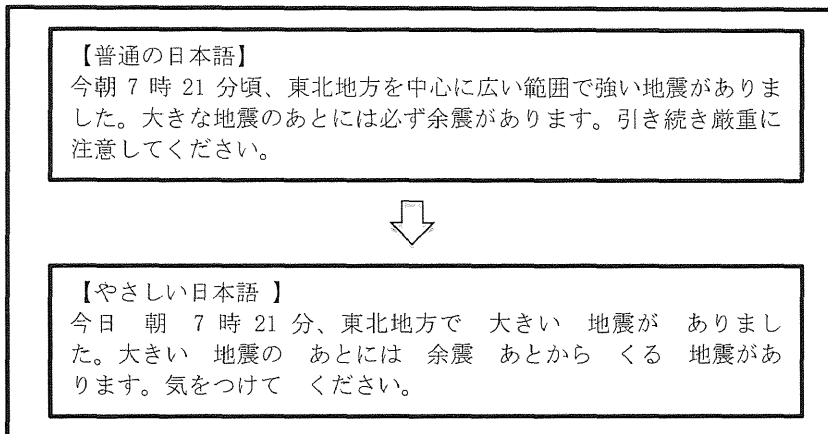 【普通の日本語】
今朝 7 時 21 分頃、東北地方を中心に広い範囲で強い地震がありま
した。大きな地震のあとには必ず余震があります。引き続き厳重に
注意してください。
【やさしい日本語 】
今日　朝　7 時 21 分、東北地方で　大きい　地震が　ありまし
た。大きい　地震の　あとには　余震　あとから　くる　地震があ
ります。気をつけて　ください。